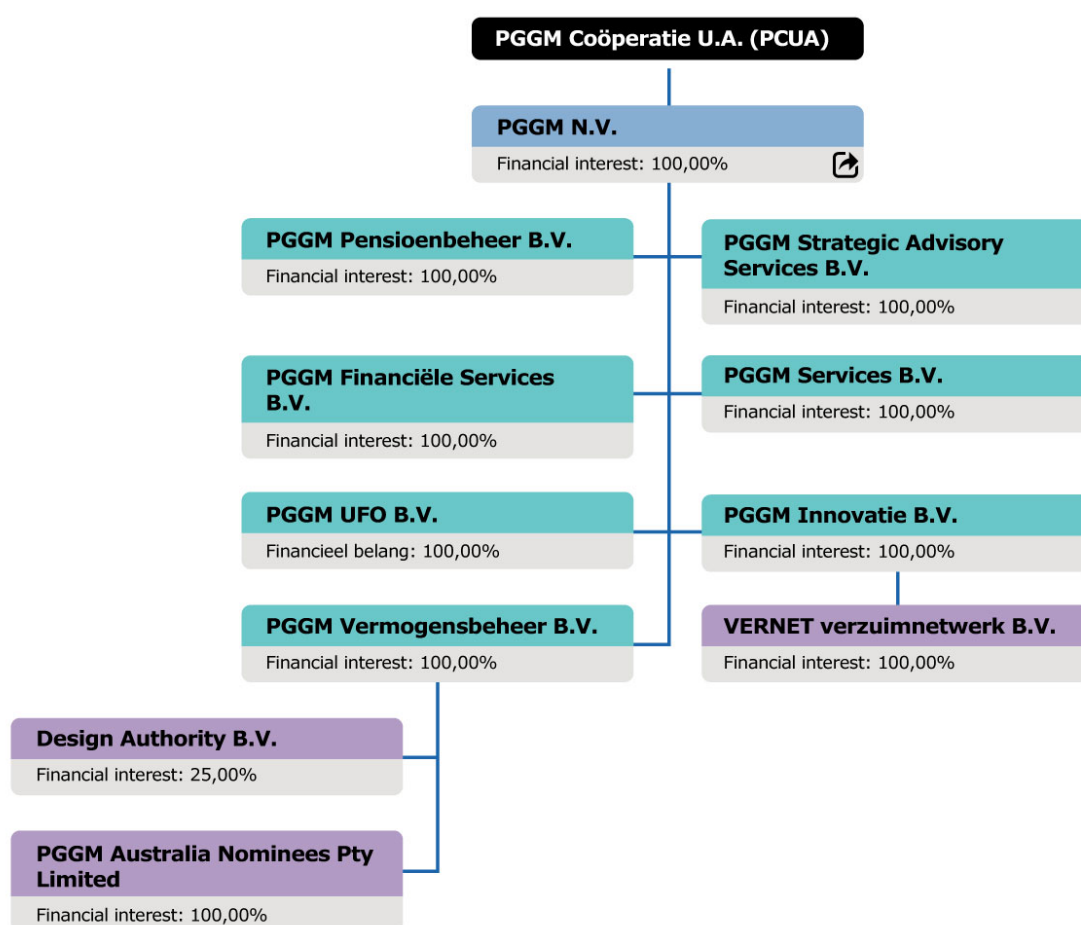 PGGM Coöperatie U.A. (PCUA)
PGGM N.V.
Financial interest: 100,00%
PGGM Pensioenbeheer B.V.
Financial interest: 100,00%
PGGM Strategic Advisory
Services B.V.
Financial interest: 100,00%
PGGM Financiële Services
B.V.
Financial interest: 100,00%
PGGM Services B.V.
Financial interest: 100,00%
PGGM UFO B.V.
Financieel belang: 100,00%
PGGM Innovatie B.V.
Financial interest: 100,00%
PGGM Vermogensbeheer B.V.
Financial interest: 100,00%
VERNET verzuimnetwerk B.V.
Financial interest: 100,00%
Design Authority B.V.
Financial interest: 25,00%
PGGM Australia Nominees Pty
Limited
Financial interest: 100,00%